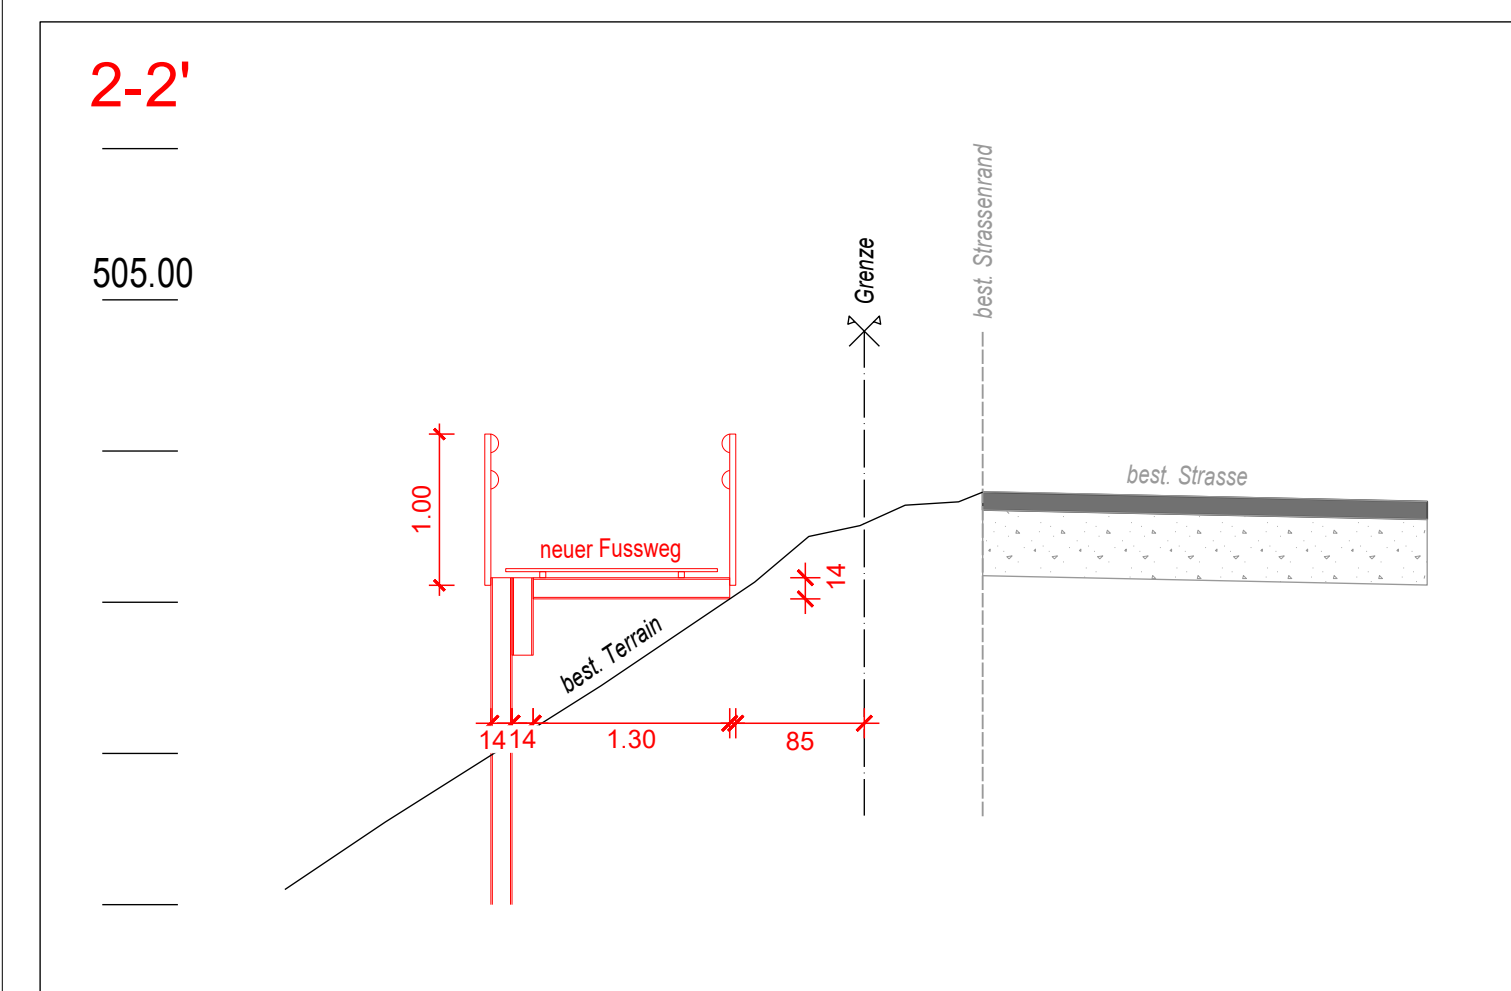 2-2'
best. Strassenrand
Grenze
505.00
best. Strasse
1.00
neuer Fussweg
14
best. Terrain
14 14 1.30 85